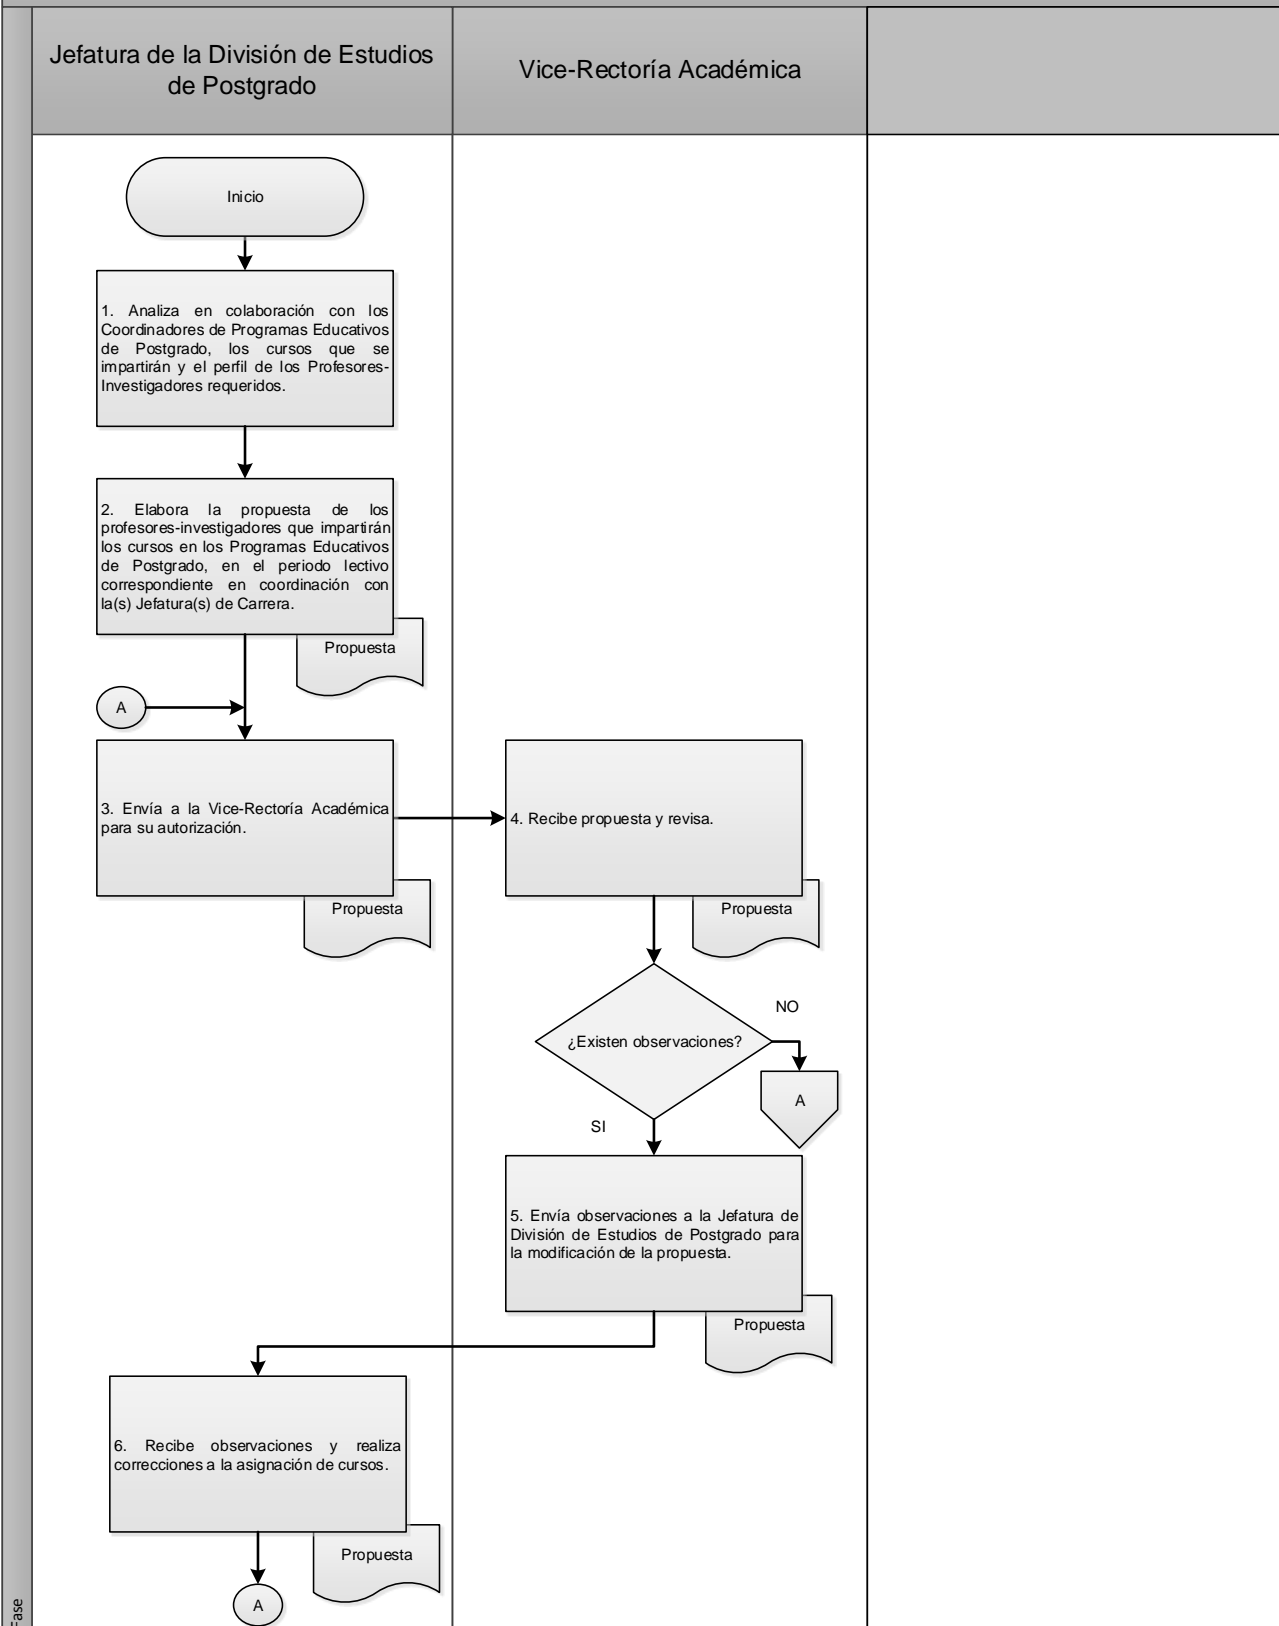 Jefatura de la División de Estudios
de Postgrado
Vice-Rectoría Académica
Inicio
1. Analiza en colaboración con los
Coordinadores de Programas Educativos
de Postgrado, los cursos que se
impartirán y el perfil de los Profesores-
Investigadores requeridos.
2. Elabora la propuesta de los
profesores-investigadores que impartirán
los cursos en los Programas Educativos
de Postgrado, en el periodo lectivo
correspondiente en coordinación con
la(s) Jefatura(s) de Carrera.
Propuesta
A
3. Envía a la Vice-Rectoría Académica
para su autorización.
Propuesta
4. Recibe propuesta y revisa.
Propuesta
¿Existen observaciones?
NO
A
SI
5. Envía observaciones a la Jefatura de
División de Estudios de Postgrado para
la modificación de la propuesta.
Propuesta
6. Recibe observaciones y realiza
correcciones a la asignación de cursos.
Propuesta
A
Fase